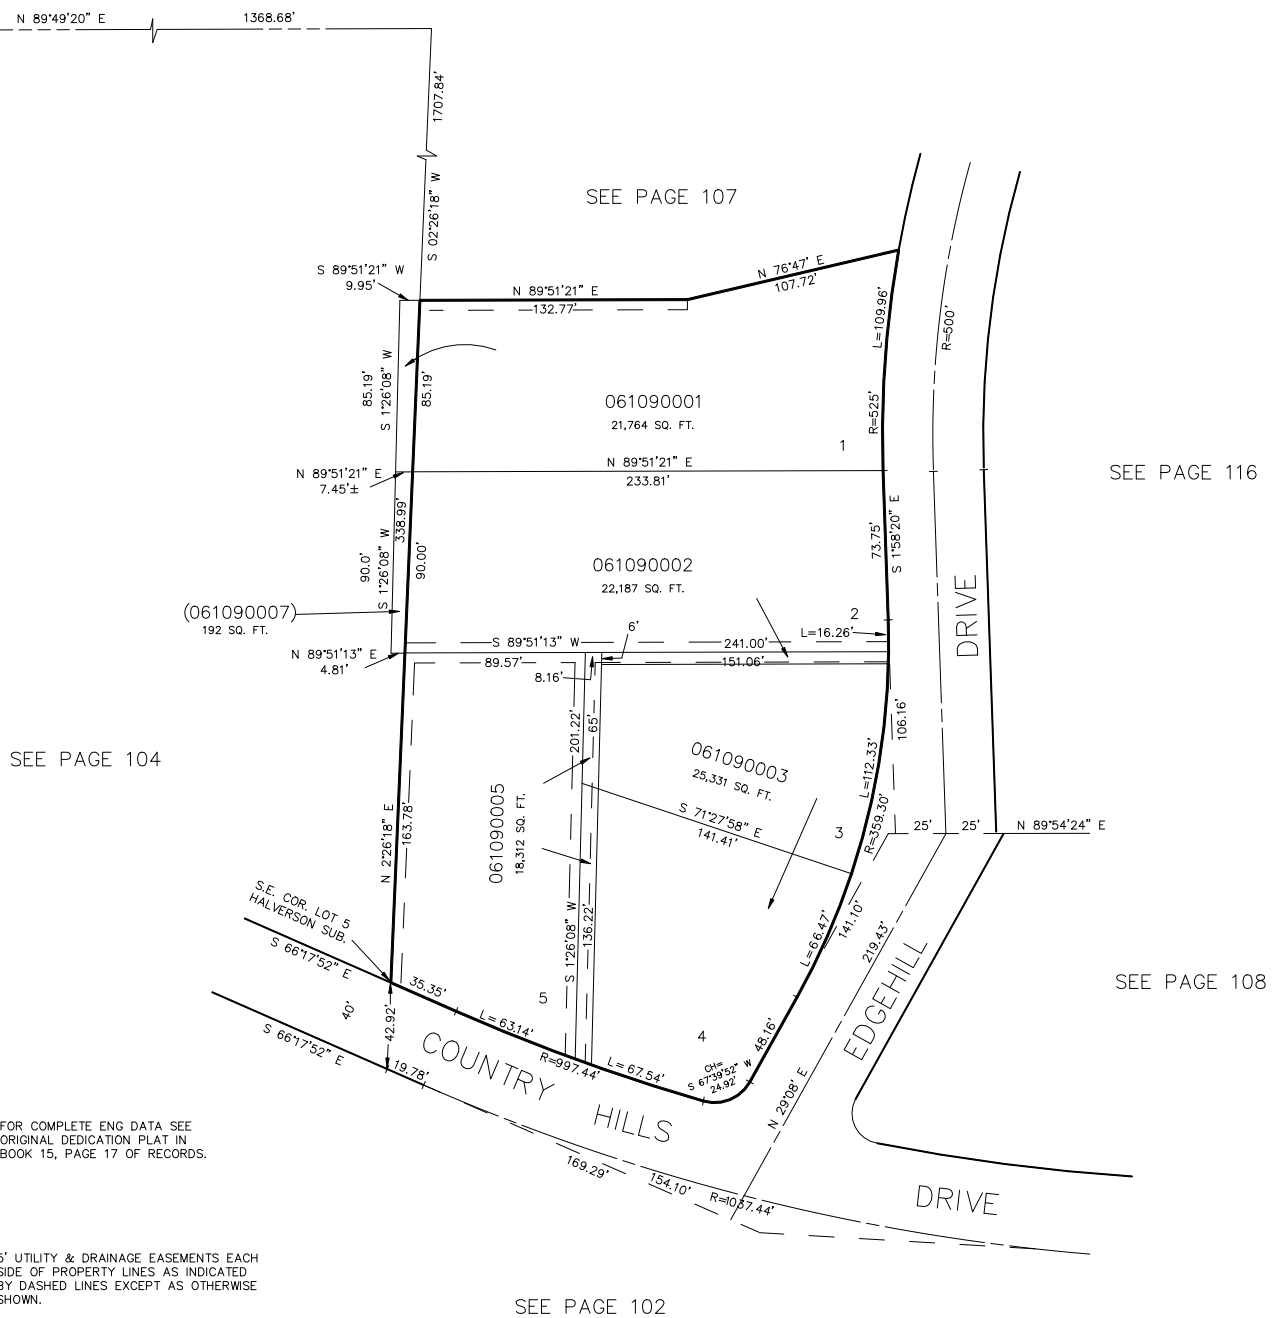 N 89°49'20" E 1368.68'
1707.84'
S 02°26'18" W
SEE PAGE 107
S 89°51'21" W
9.95'
N 89°51'21" E
132.77'
N 76°47' E
107.72'
L=109.96'
R=525'
R=500'
85.19'
S 1°26'08" W
85.19'
061090001
21,764 SQ. FT.
1
N 89°51'21" E
233.81'
N 89°51'21" E
7.45'±
SEE PAGE 116
338.99'
90.0'
S 1°26'08" W
90.00'
73.75'
S 1°58'20" E
061090002
22,187 SQ. FT.
2
(061090007)
192 SQ. FT.
L=16.26'
6'
S 89°51'13" W 241.00'
N 89°51'13" E
4.81'
89.57'
8.16'
151.06'
DRIVE
201.22'
65'
106.16'
SEE PAGE 104
061090003
25,331 SQ. FT.
L=112.33'
R=359.30'
061090005
18,312 SQ. FT.
S 71°27'58" E
141.41'
3
25' 25' N 89°54'24" E
N 2°26'18" E
163.78'
S.E. COR. LOT 5
HALVERSON SUB.
S 66°17'52" E
S 1°26'08" W
136.22'
L=66.47'
141.10'
219.43'
EDGEHILL
SEE PAGE 108
35.35'
5
L=63.14'
R=997.44'
L=67.54'
4
CH=
S 67°39'52" W
24.92'
48.16'
40'
42.92'
S 66°17'52" E
19.78'
COUNTRY HILLS DRIVE
N 29°08' E
FOR COMPLETE ENG DATA SEE
ORIGINAL DEDICATION PLAT IN
BOOK 15, PAGE 17 OF RECORDS.
169.29'
154.10'
R=1037.44'
5' UTILITY & DRAINAGE EASEMENTS EACH
SIDE OF PROPERTY LINES AS INDICATED
BY DASHED LINES EXCEPT AS OTHERWISE
SHOWN.
SEE PAGE 102